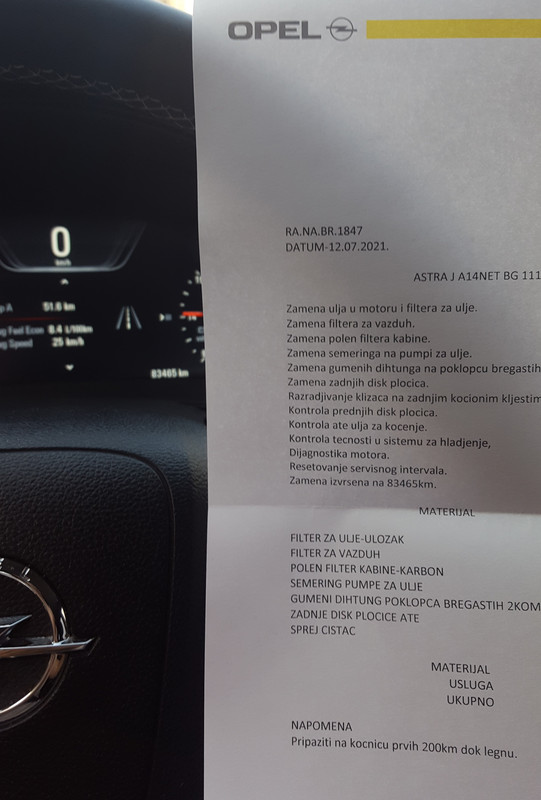 OPEL
RA.NA.BR.1847
DATUM-12.07.2021.
ASTRA J A14NET BG 111
Zamena ulja u motoru i filtera za ulje.
Zamena filtera za vazduh.
Zamena polen filtera kabine.
Zamena semeringa na pumpi za ulje.
Zamena gumenih dihtunga na poklopcu bregastih
Zamena zadnjih disk plocica.
Razradjivanje klizaca na zadnjim kocionim kljestim
Kontrola prednjih disk plocica.
Kontrola ate ulja za kocenje.
Kontrola tecnosti u sistemu za hladjenje,
Dijagnostika motora.
Resetovanje servisnog intervala.
Zamena izvrsena na 83465km.
MATERIJAL
FILTER ZA ULJE-ULOZAK
FILTER ZA VAZDUH
POLEN FILTER KABINE-KARBON
SEMERING PUMPE ZA ULJE
GUMENI DIHTUNG POKLOPCA BREGASTIH 2KOM
ZADNJE DISK PLOCICE ATE
SPREJ CISTAC
MATERIJAL
USLUGA
UKUPNO
NAPOMENA
Pripaziti na kocnicu prvih 200km dok legnu.
0
km/h
p A 51.6 km
g Fuel Econ 8.4 L/100km
g Speed 25 km/h
83465 km